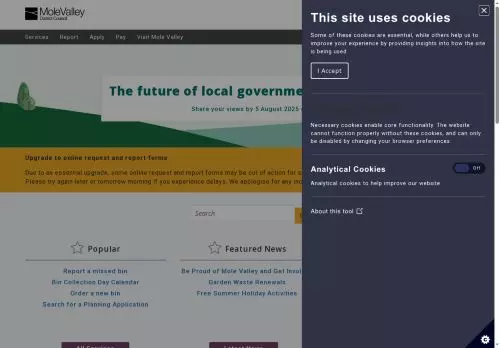 MoleValley
District Council
Services Report Apply Pay Visit Mole Valley
The future of local governme
Share your views by 5 August 2025
Upgrade to online request and report forms
Due to an essential upgrade, some online request and report forms may be out of action for s
Please try again later or tomorrow morning if you experience delays. We apologise for any inc
Search
Popular
Report a missed bin
Bin Collection Day Calendar
Order a new bin
Search for a Planning Application
Featured News
Be Proud of Mole Valley and Get Invol
Garden Waste Renewals
Free Summer Holiday Activities
This site uses cookies
Some of these cookies are essential, while others help us to
improve your experience by providing insights into how the site
is being used.
I Accept
Necessary cookies enable core functionality. The website
cannot function properly without these cookies, and can only
be disabled by changing your browser preferences.
Analytical Cookies
Off
Analytical cookies to help improve our website
About this tool